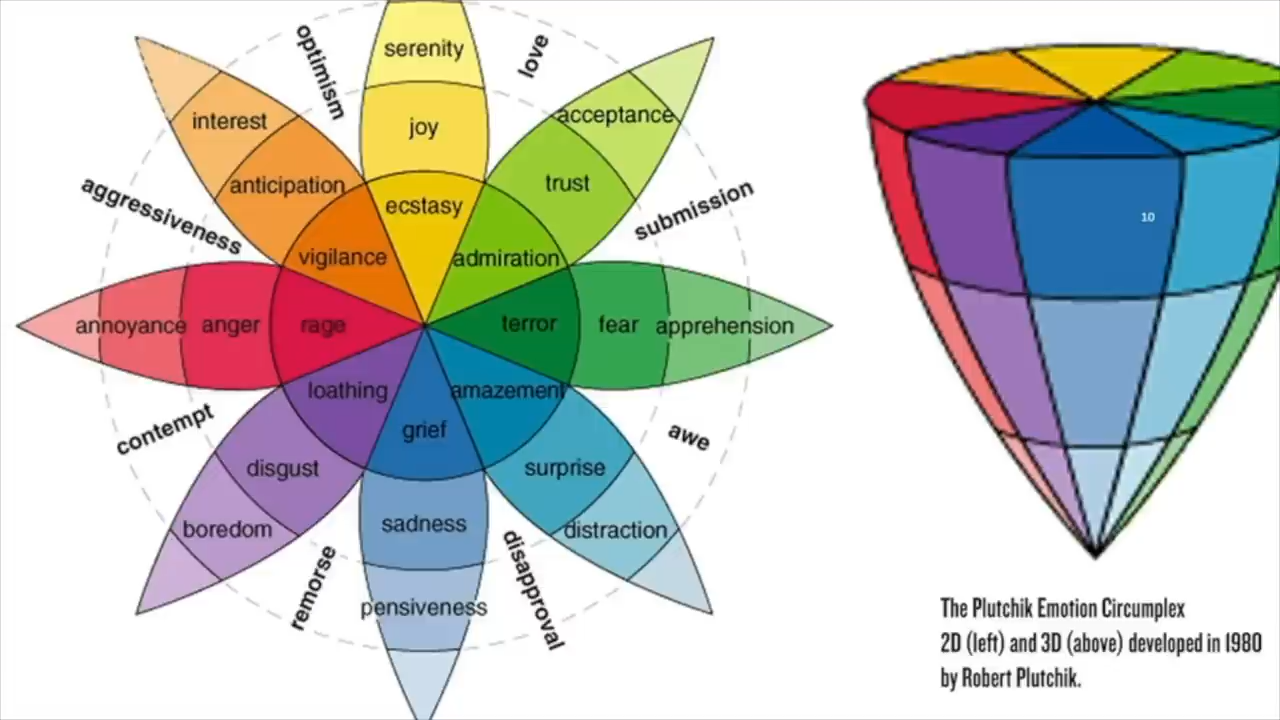 serenity
optimism
love
interest
joy
acceptance
anticipation
trust
aggressiveness
ecstasy
submission
vigilance
admiration
annoyance
anger
rage
terror
fear
apprehension
loathing
amazement
contempt
grief
awe
disgust
surprise
boredom
sadness
distraction
remorse
pensiveness
disapproval
10
The Plutchik Emotion Circumplex
2D (left) and 3D (above) developed in 1980
by Robert Plutchik.